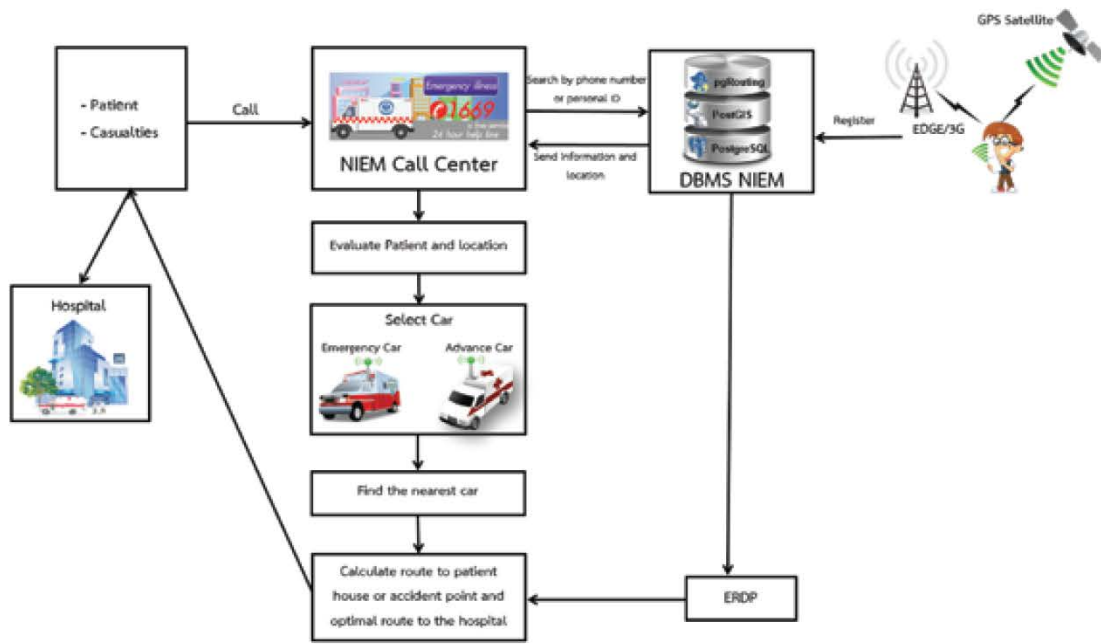 GPS Satellite
- Patient
- Casualties
Call
Emergency illness
1669
24 hour help line
NIEM Call Center
Search by phone number
or personal ID
Send Information and
location
pgRouting
PostGIS
PostgreSQL
DBMS NIEM
Register
EDGE/3G
Evaluate Patient and location
Hospital
Select Car
Emergency Car
Advance Car
Find the nearest car
Calculate route to patient
house or accident point and
optimal route to the hospital
ERDP